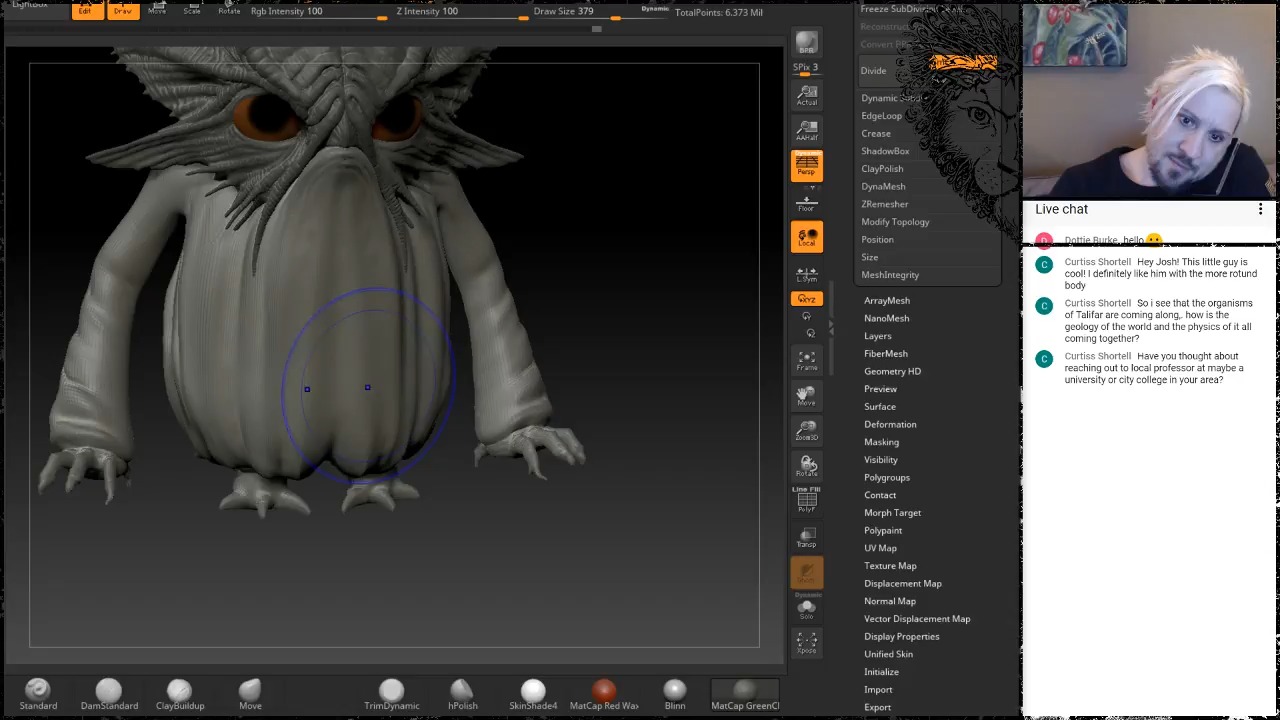 LightBox
Edit
Draw
Move
Scale
Rotate
Rgb Intensity 100
Z Intensity 100
Draw Size 379
Dynamic
TotalPoints: 6.373 Mil
BPR
SPix 3
Actual
AAHalf
Dynamic
Persp
Floor
Local
L.Sym
XYZ
Frame
Move
Zoom3D
Rotate
Line Fill
PolyF
Transp
Dynamic
Solo
Xpose
Freeze SubDivision
Reconstruct
Convert
Divide
Dynamic Subdiv
EdgeLoop
Crease
ShadowBox
ClayPolish
DynaMesh
ZRemesher
Modify Topology
Position
Size
MeshIntegrity
ArrayMesh
NanoMesh
Layers
FiberMesh
Geometry HD
Preview
Surface
Deformation
Masking
Visibility
Polygroups
Contact
Morph Target
Polypaint
UV Map
Texture Map
Displacement Map
Normal Map
Vector Displacement Map
Display Properties
Unified Skin
Initialize
Import
Export
Standard
DamStandard
ClayBuildup
Move
TrimDynamic
hPolish
SkinShade4
MatCap Red Wax
Blinn
MatCap GreenCl
Live chat
D
Dottie Burke, hello
C
Curtiss Shortell Hey Josh! This little guy is
cool! I definitely like him with the more rotund
body
C
Curtiss Shortell So i see that the organisms
of Talifar are coming along,. how is the
geology of the world and the physics of it all
coming together?
C
Curtiss Shortell Have you thought about
reaching out to local professor at maybe a
university or city college in your area?